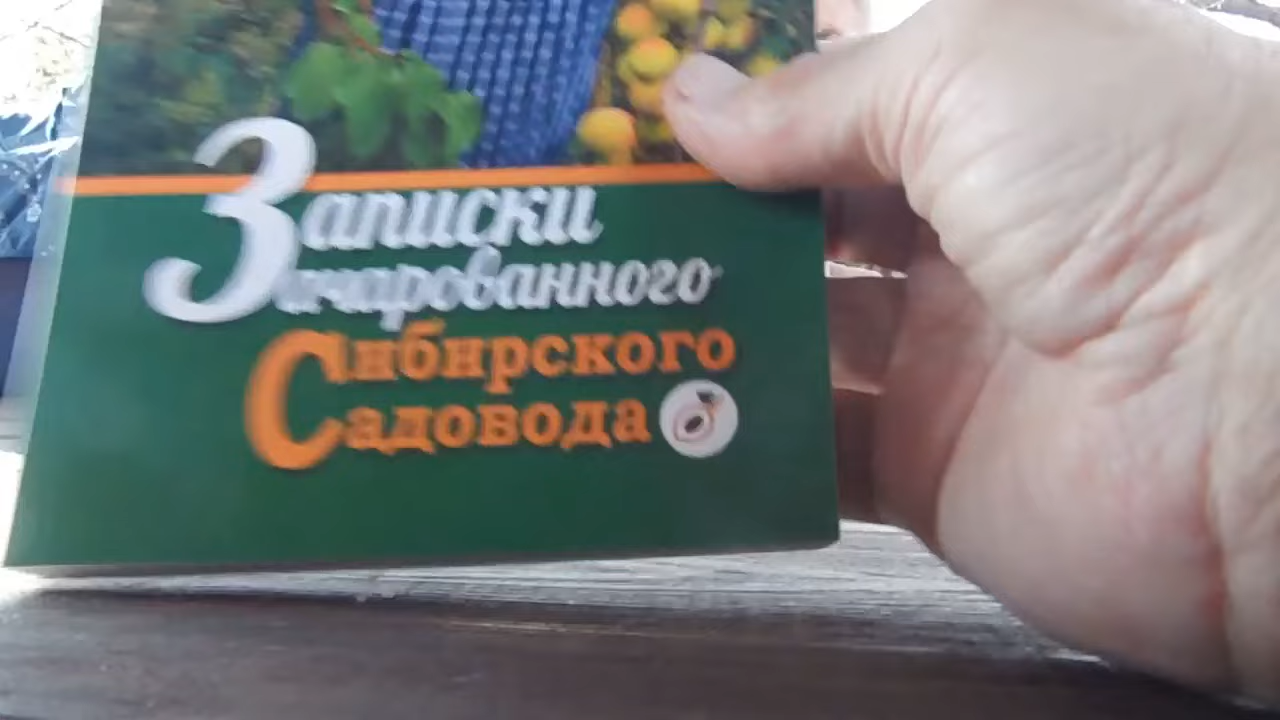 Записки
Зачарованного
Сибирского
Садовода